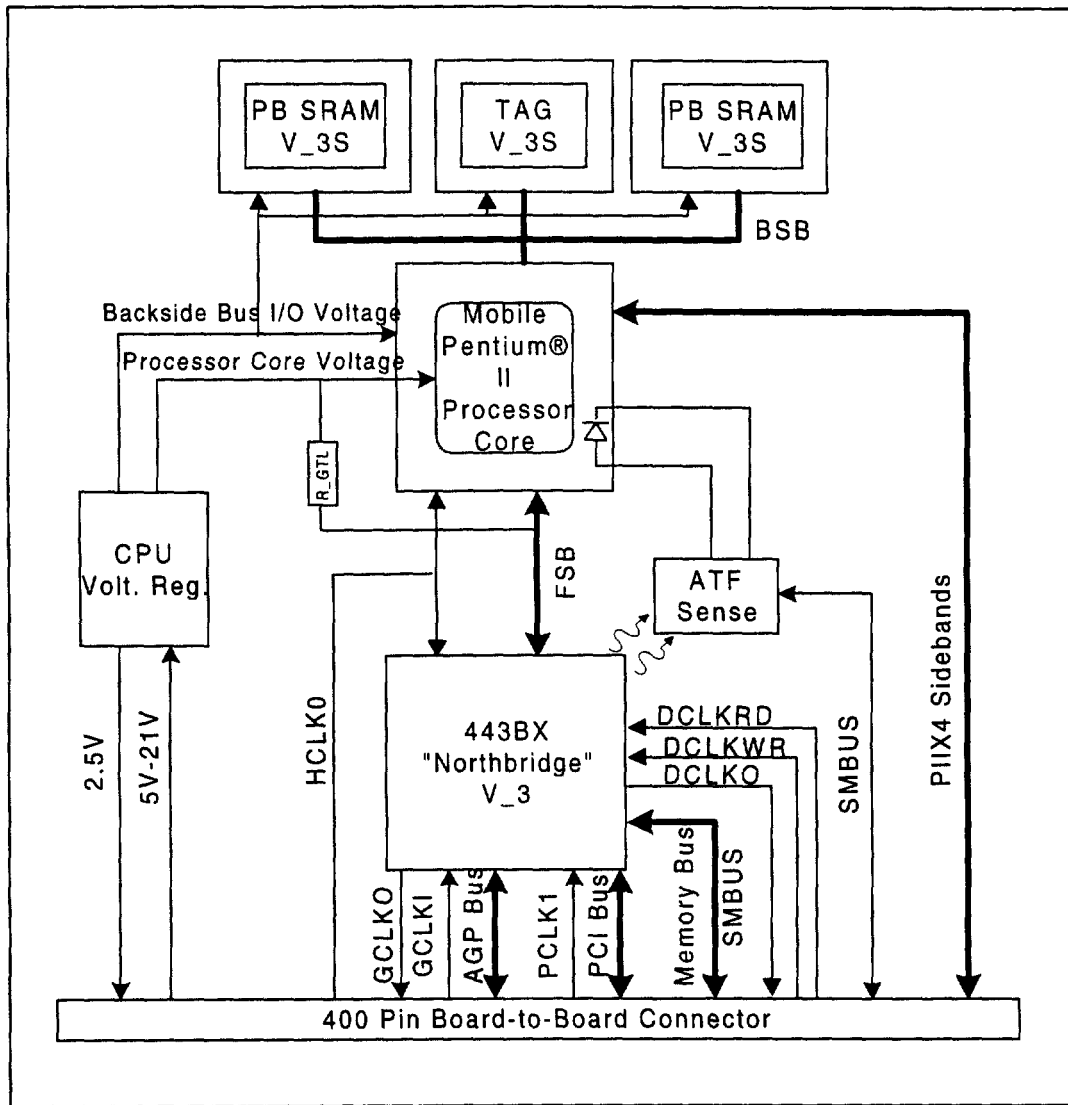 PB SRAM
V_3S
TAG
V_3S
PB SRAM
V_3S
BSB
Backside Bus I/O Voltage
Processor Core Voltage
Mobile
Pentium®
II
Processor
Core
R_GTL
CPU
Volt. Reg.
FSB
ATF
Sense
PIIX4 Sidebands
2.5V
5V-21V
HCLK0
443BX
"Northbridge"
V_3
DCLKRD
DCLKWR
DCLKO
SMBUS
GCLKO
GCLKI
AGP Bus
PCLK1
PCI Bus
Memory Bus
SMBUS
400 Pin Board-to-Board Connector